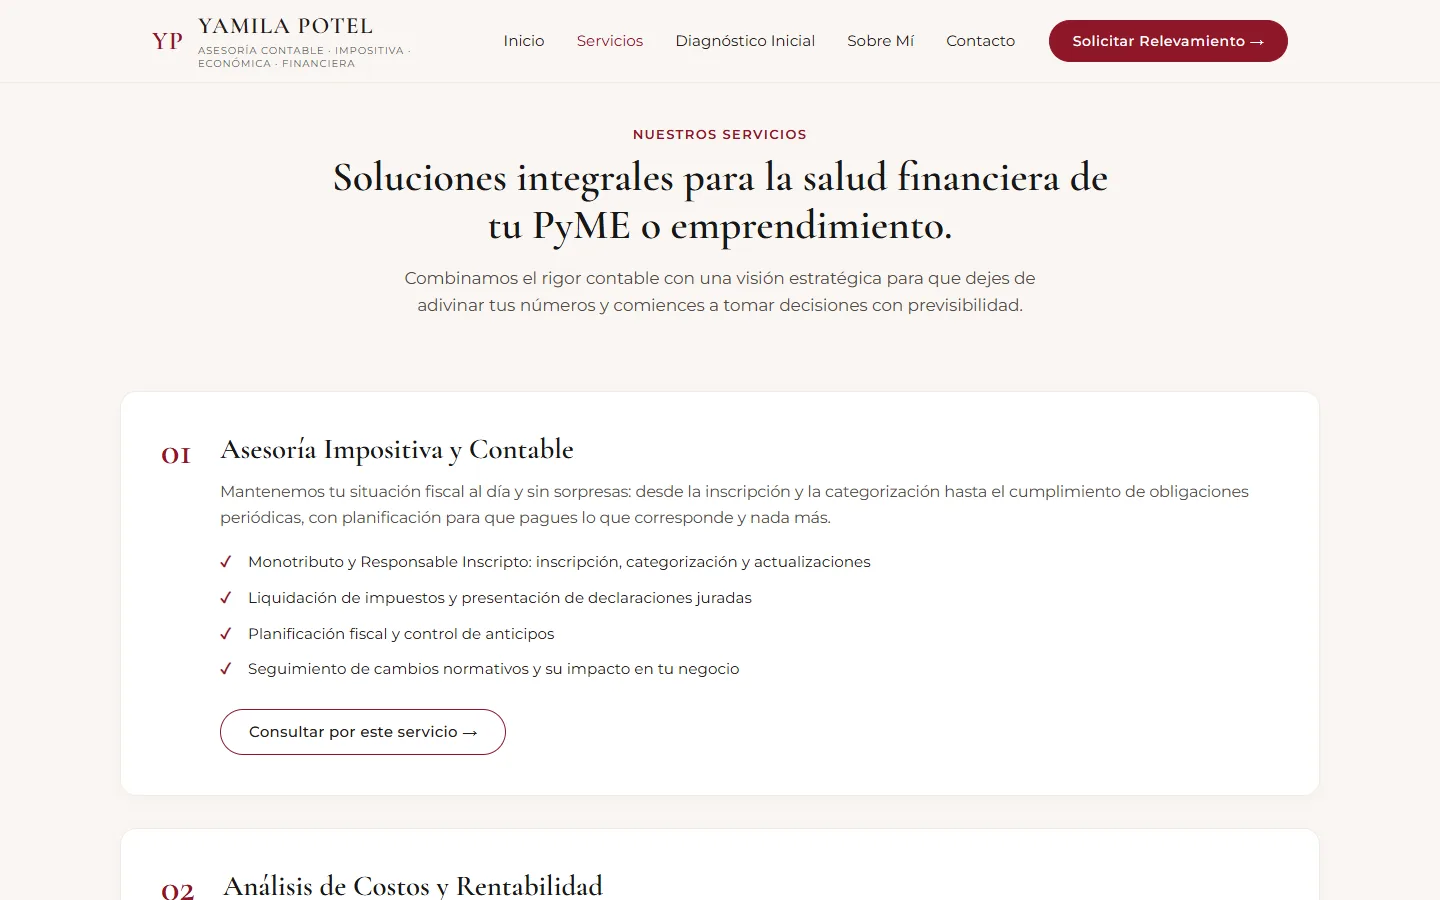 YP
YAMILA POTEL
ASESORÍA CONTABLE · IMPOSITIVA ·
ECONÓMICA · FINANCIERA
Inicio
Servicios
Diagnóstico Inicial
Sobre Mí
Contacto
Solicitar Relevamiento →
NUESTROS SERVICIOS
Soluciones integrales para la salud financiera de
tu PyME o emprendimiento.
Combinamos el rigor contable con una visión estratégica para que dejes de
adivinar tus números y comiences a tomar decisiones con previsibilidad.
01
Asesoría Impositiva y Contable
Mantenemos tu situación fiscal al día y sin sorpresas: desde la inscripción y la categorización hasta el cumplimiento de obligaciones
periódicas, con planificación para que pagues lo que corresponde y nada más.
✓ Monotributo y Responsable Inscripto: inscripción, categorización y actualizaciones
✓ Liquidación de impuestos y presentación de declaraciones juradas
✓ Planificación fiscal y control de anticipos
✓ Seguimiento de cambios normativos y su impacto en tu negocio
Consultar por este servicio →
02
Análisis de Costos y Rentabilidad